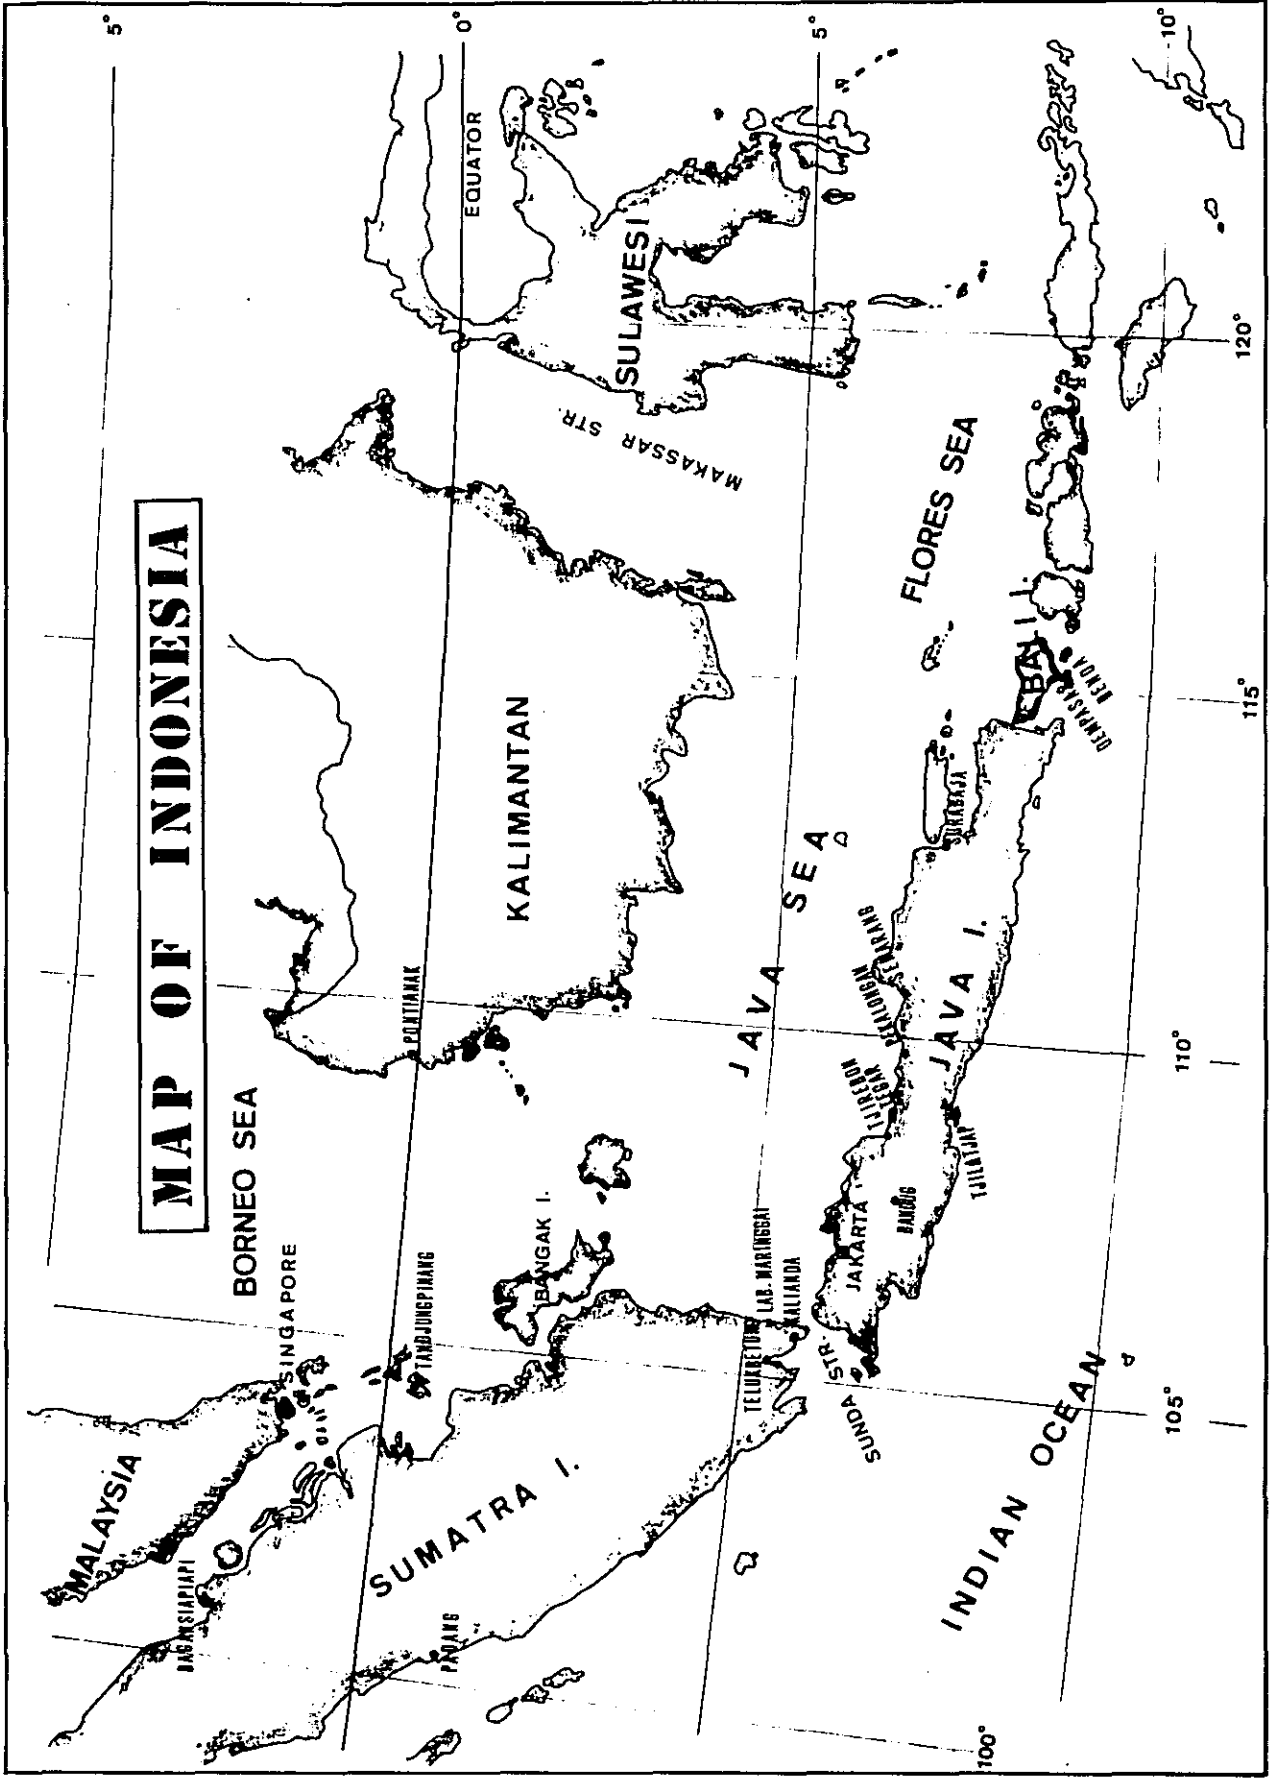 MAP OF INDONESIA
5°
0°
5°
10°
EQUATOR
BORNEO SEA
MALAYSIA
SINGAPORE
BAGANSIAPIAPI
TANDJUNGPINANG
PONTIANAK
KALIMANTAN
SULAWESI
MAKASSAR STR.
SUMATRA I.
PADANG
BANGAK I.
LAB. MARINGGAI
KALIANDA
TELUKBETUNG
SUNDA STR.
JAVA SEA
FLORES SEA
JAKARTA
BANDUG
TJIREBON
TEGAR
PEKALONGAN
SEMARANG
SURABAJA
TJILATJAP
JAVA I.
BALI I.
DENPASAR
BENOA
INDIAN OCEAN
100°
105°
110°
115°
120°